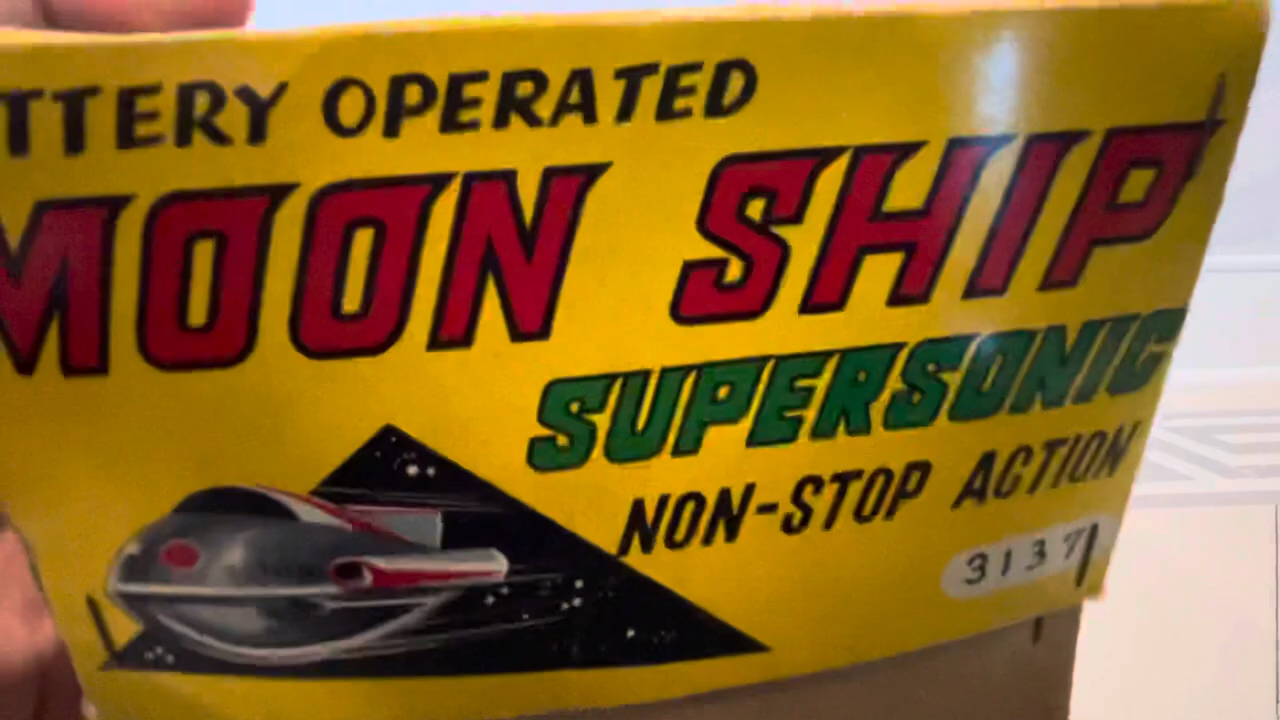 TTERY OPERATED
MOON SHIP
SUPERSONIC
NON-STOP ACTION
3137